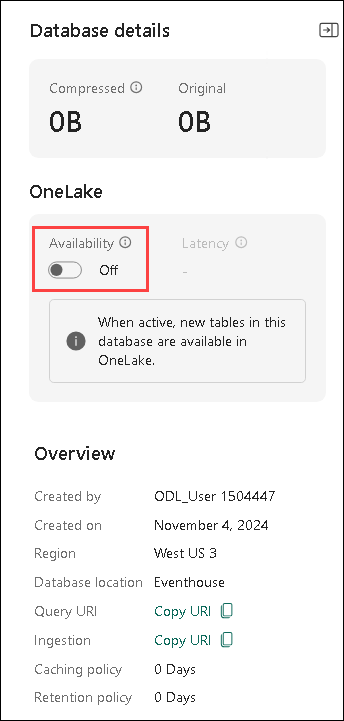 Database details
Compressed Original
0B 0B
OneLake
Availability Latency
Off -
When active, new tables in this
database are available in
OneLake.
Overview
Created by ODL_User 1504447
Created on November 4, 2024
Region West US 3
Database location Eventhouse
Query URI Copy URI
Ingestion Copy URI
Caching policy 0 Days
Retention policy 0 Days